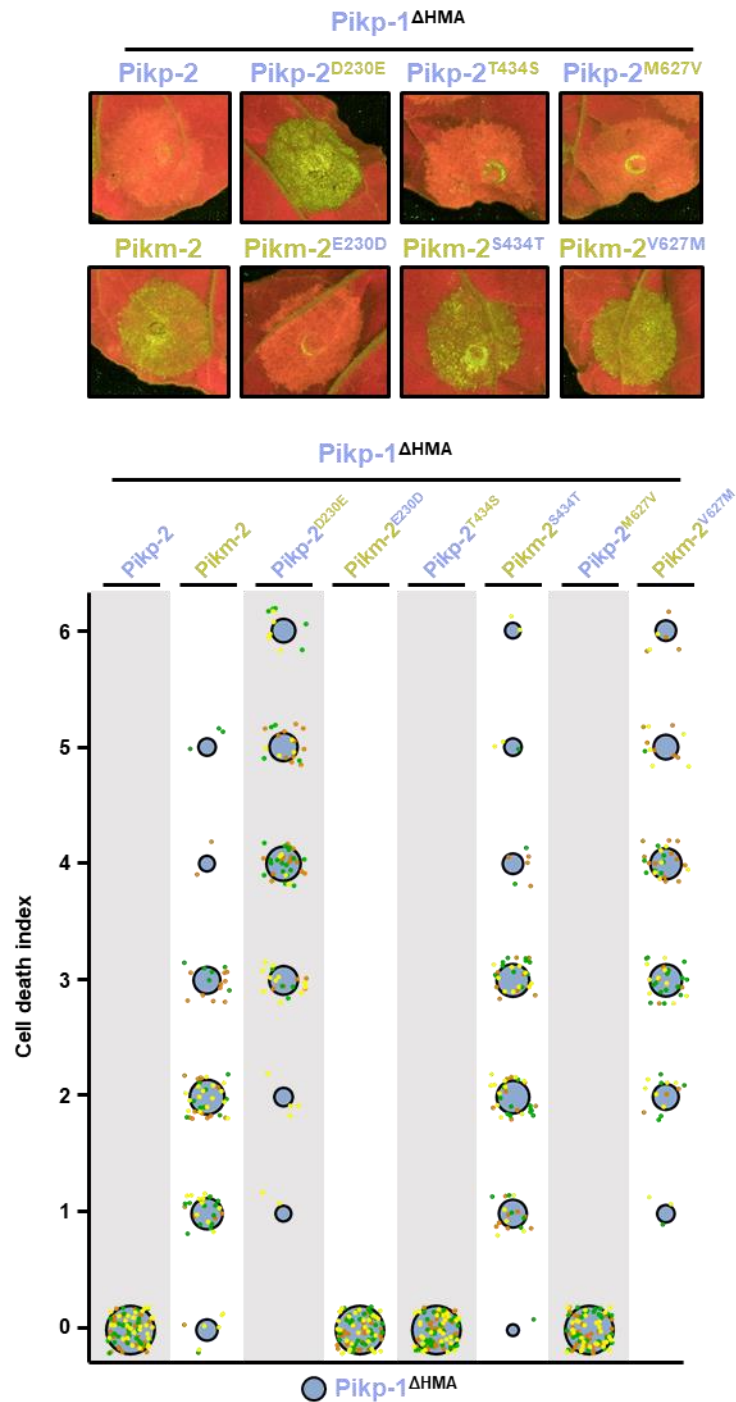 Pikp-1ΔHMA
Pikp-2 Pikp-2D230E Pikp-2T434S Pikp-2M627V
Pikm-2 Pikm-2E230D Pikm-2S434T Pikm-2V627M
Pikp-1ΔHMA
Pikp-2 Pikm-2 Pikp-2D230E Pikm-2E230D Pikp-2T434S Pikm-2S434T Pikp-2M627V Pikm-2V627M
Cell death index
6
5
4
3
2
1
0
Pikp-1ΔHMA